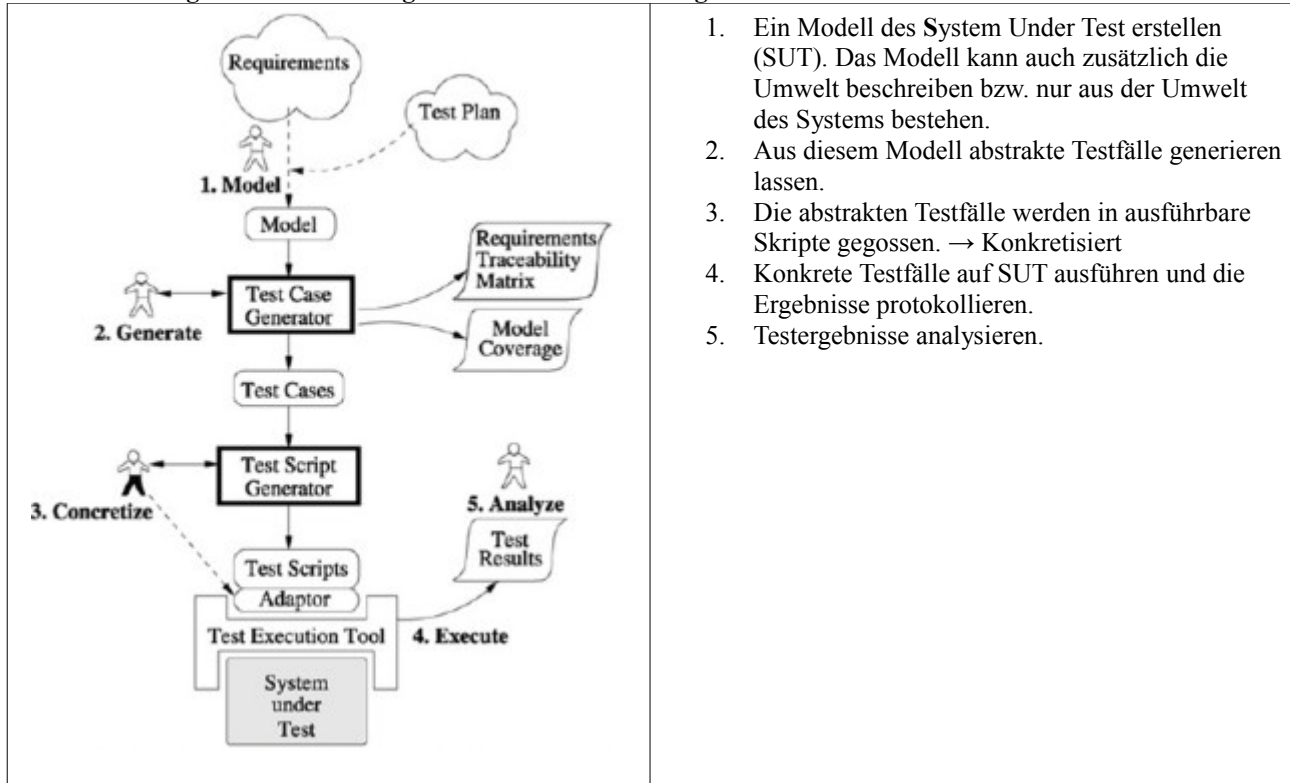 Requirements
Test Plan
1. Model
Model
Requirements
Traceability
Matrix
Test Case
Generator
2. Generate
Model
Coverage
Test Cases
Test Script
Generator
3. Concretize
5. Analyze
Test
Results
Test Scripts
Adaptor
Test Execution Tool
4. Execute
System
under
Test
1. Ein Modell des System Under Test erstellen
(SUT). Das Modell kann auch zusätzlich die
Umwelt beschreiben bzw. nur aus der Umwelt
des Systems bestehen.
2. Aus diesem Modell abstrakte Testfälle generieren
lassen.
3. Die abstrakten Testfälle werden in ausführbare
Skripte gegossen. → Konkretisiert
4. Konkrete Testfälle auf SUT ausführen und die
Ergebnisse protokollieren.
5. Testergebnisse analysieren.